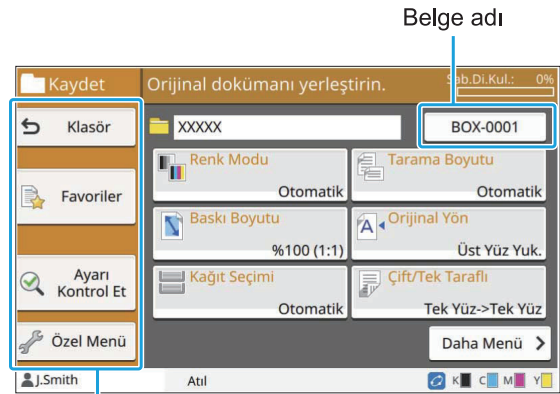 Belge adı
Kaydet
Orijinal dokümanı yerleştirin.
Sab.Di.Kul.: 0%
Klasör
XXXXX
BOX-0001
Renk Modu
Otomatik
Tarama Boyutu
Otomatik
Favoriler
Baskı Boyutu
%100 (1:1)
Orijinal Yön
Üst Yüz Yuk.
Ayarı
Kontrol Et
Kağıt Seçimi
Otomatik
Çift/Tek Taraflı
Tek Yüz->Tek Yüz
Özel Menü
Daha Menü
J.Smith
Atıl
K C M Y